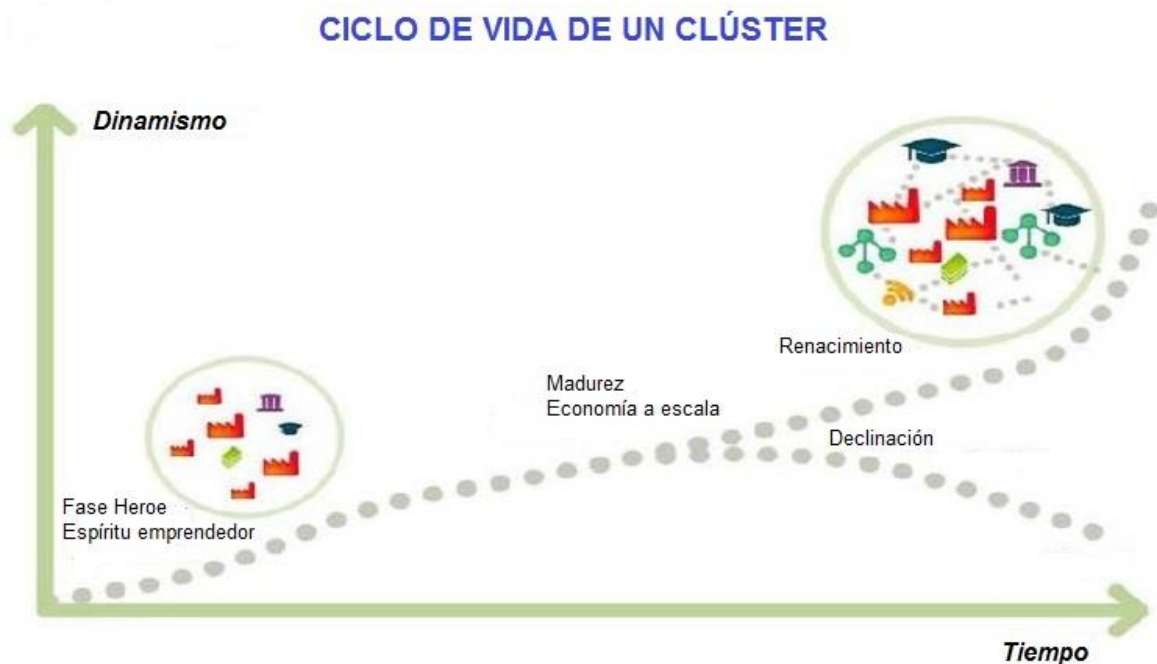 CICLO DE VIDA DE UN CLÚSTER
Dinamismo
Renacimiento
Madurez
Economía a escala
Declinación
Fase Heroe
Espíritu emprendedor
Tiempo